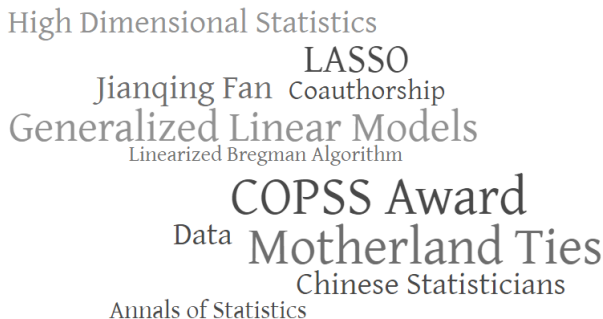 High Dimensional Statistics
LASSO
Jianqing Fan
Coauthorship
Generalized Linear Models
Linearized Bregman Algorithm
COPSS Award
Data
Motherland Ties
Chinese Statisticians
Annals of Statistics